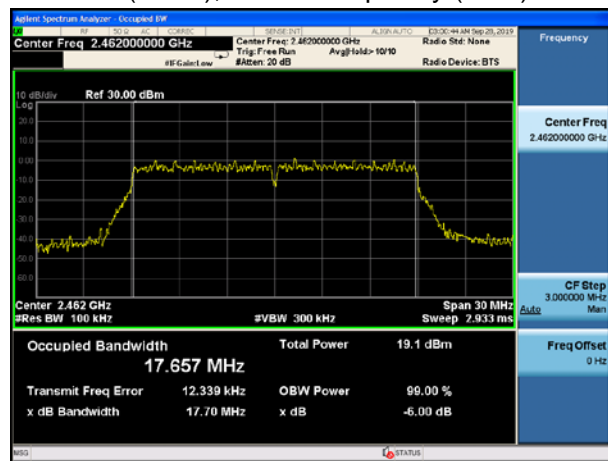 Agilent Spectrum Analyzer - Occupied BW
RF 50 Ω AC CORREC SENSE:INT ALIGN AUTO 03:00:44 AM Sep 28, 2019
Center Freq 2.462000000 GHz Center Freq: 2.462000000 GHz Radio Std: None Frequency
Trig: Free Run Avg|Hold:> 10/10
#IFGain:Low #Atten: 20 dB Radio Device: BTS
10 dB/div Ref 30.00 dBm
Log
20.0
10.0
0.00
-10.0
-20.0
-30.0
-40.0
-50.0
-60.0
Center Freq
2.462000000 GHz
Center 2.462 GHz Span 30 MHz
#Res BW 100 kHz #VBW 300 kHz Sweep 2.933 ms
CF Step
3.000000 MHz
Auto Man
Occupied Bandwidth Total Power 19.1 dBm
17.657 MHz
Transmit Freq Error 12.339 kHz OBW Power 99.00 %
x dB Bandwidth 17.70 MHz x dB -6.00 dB
Freq Offset
0 Hz
MSG STATUS